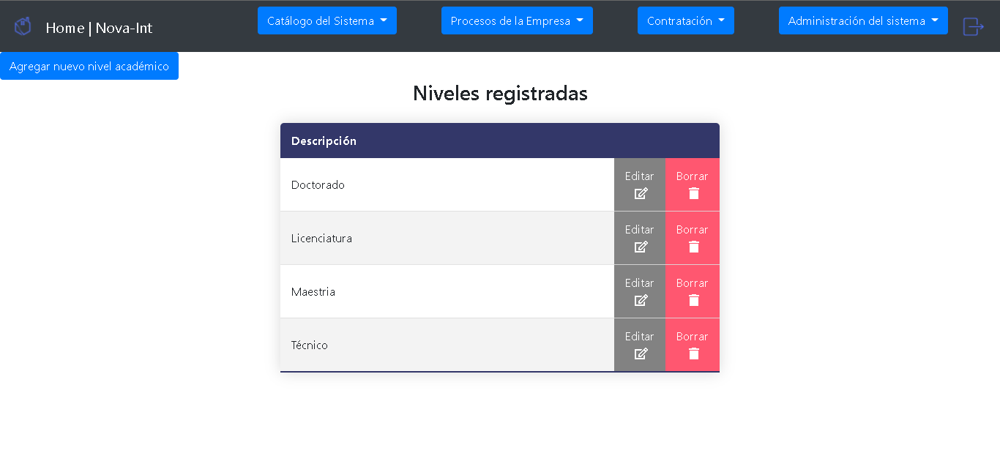 Home | Nova-Int
Catálogo del Sistema
Procesos de la Empresa
Contratación
Administración del sistema
Agregar nuevo nivel académico
Niveles registradas
Descripción
Doctorado
Editar
Borrar
Licenciatura
Editar
Borrar
Maestria
Editar
Borrar
Técnico
Editar
Borrar